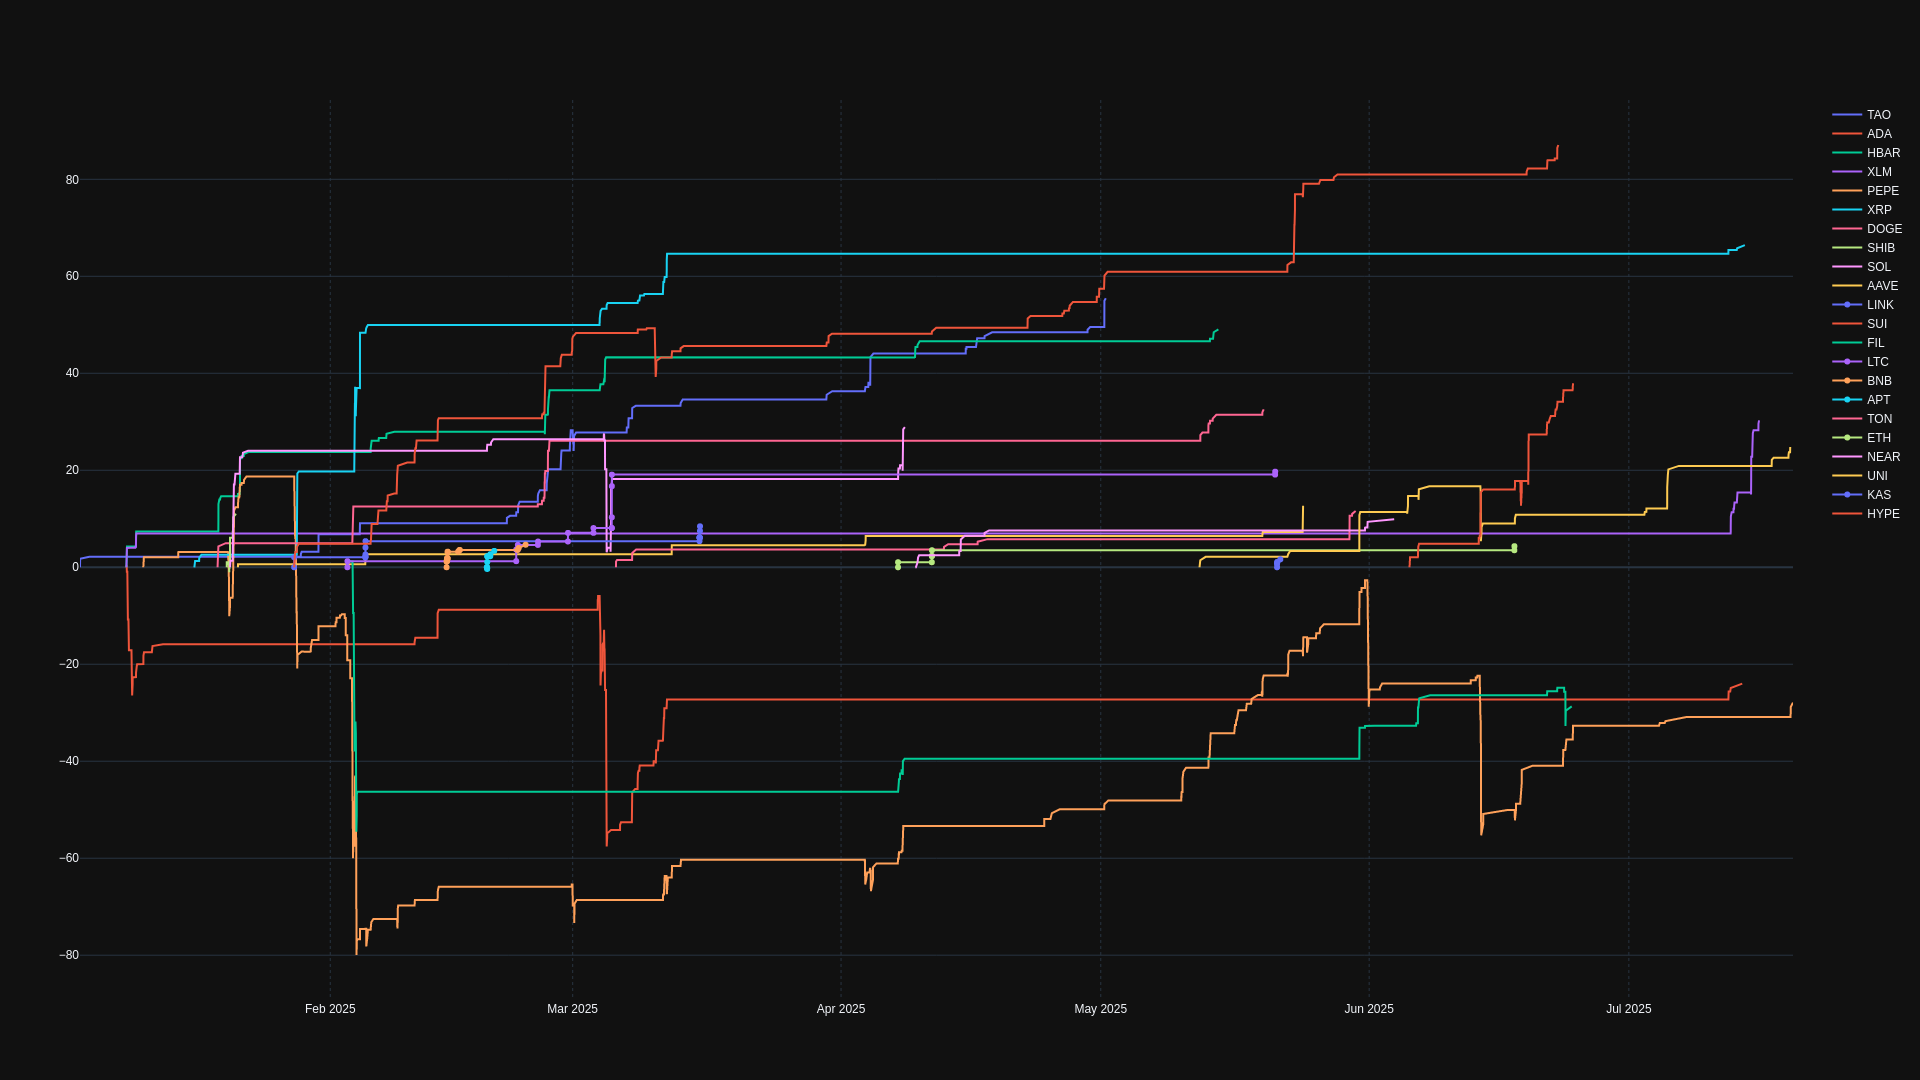 80
60
40
20
0
−20
−40
−60
−80
Feb 2025
Mar 2025
Apr 2025
May 2025
Jun 2025
Jul 2025
TAO
ADA
HBAR
XLM
PEPE
XRP
DOGE
SHIB
SOL
AAVE
LINK
SUI
FIL
LTC
BNB
APT
TON
ETH
NEAR
UNI
KAS
HYPE